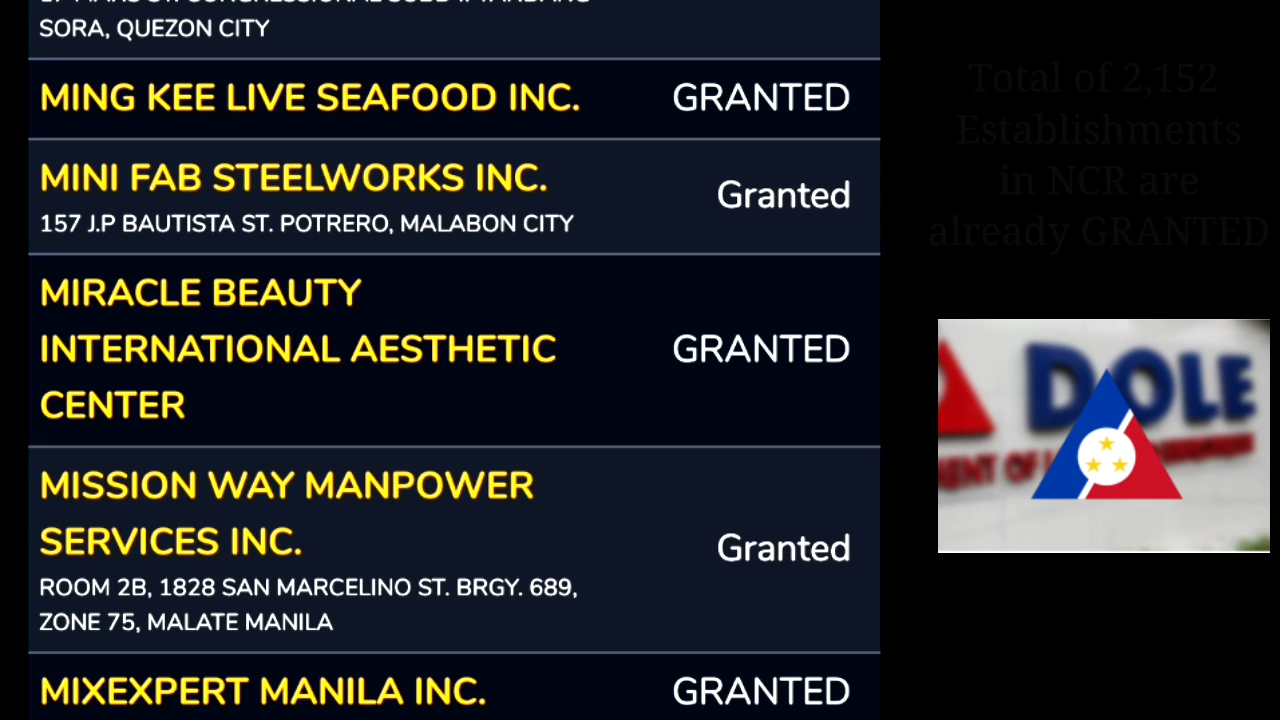 SORA, QUEZON CITY
MING KEE LIVE SEAFOOD INC.
GRANTED
MINI FAB STEELWORKS INC.
157 J.P BAUTISTA ST. POTRERO, MALABON CITY
Granted
MIRACLE BEAUTY
INTERNATIONAL AESTHETIC
CENTER
GRANTED
MISSION WAY MANPOWER
SERVICES INC.
ROOM 2B, 1828 SAN MARCELINO ST. BRGY. 689,
ZONE 75, MALATE MANILA
Granted
MIXEXPERT MANILA INC.
GRANTED
Total of 2,152
Establishments
in NCR are
already GRANTED
DOLE